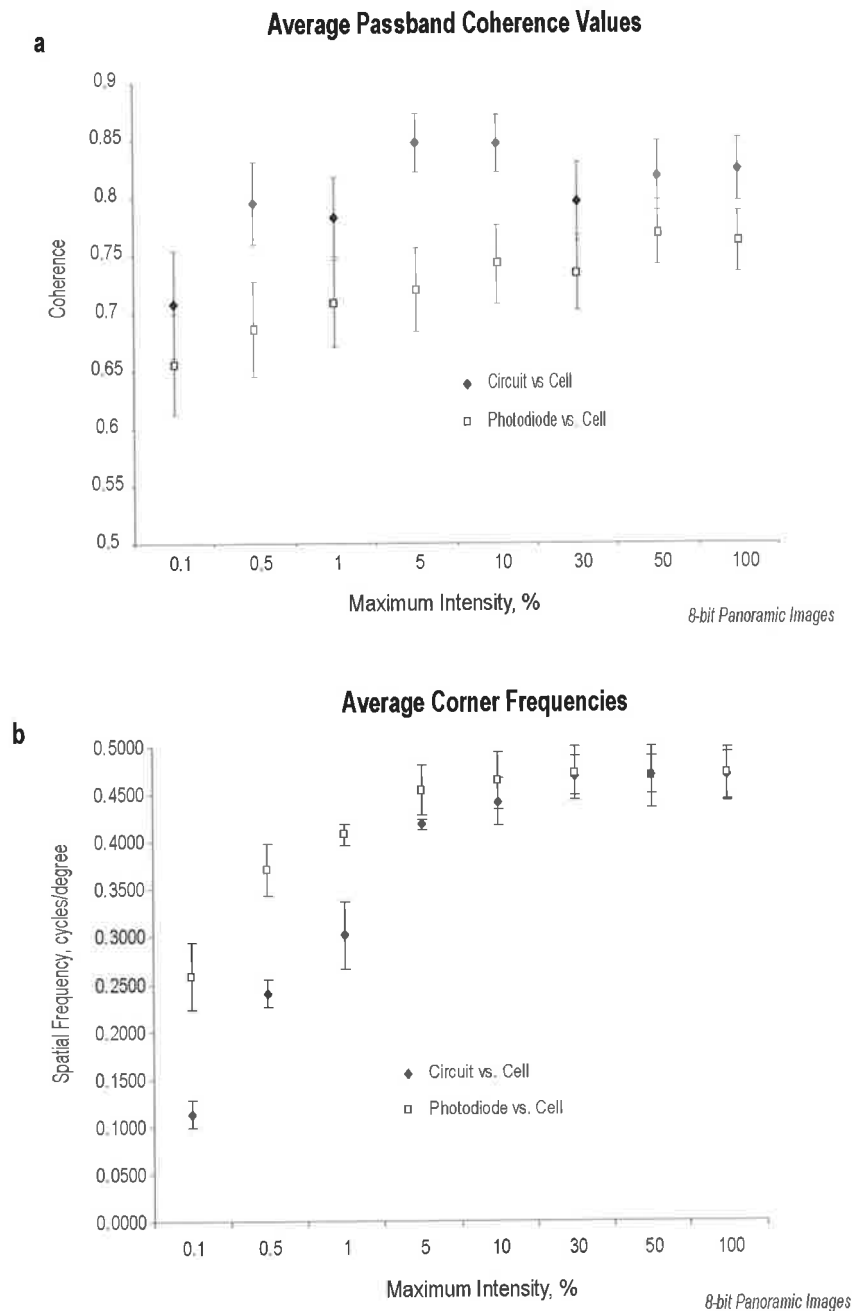 Average Passband Coherence Values
a
0.9
0.85
0.8
0.75
0.7
0.65
0.6
0.55
0.5
Coherence
Circuit vs Cell
Photodiode vs. Cell
0.1 0.5 1 5 10 30 50 100
Maximum Intensity, %
8-bit Panoramic Images
Average Corner Frequencies
b
0.5000
0.4500
0.4000
0.3500
0.3000
0.2500
0.2000
0.1500
0.1000
0.0500
0.0000
Spatial Frequency, cycles/degree
Circuit vs. Cell
Photodiode vs. Cell
0.1 0.5 1 5 10 30 50 100
Maximum Intensity, %
8-bit Panoramic Images